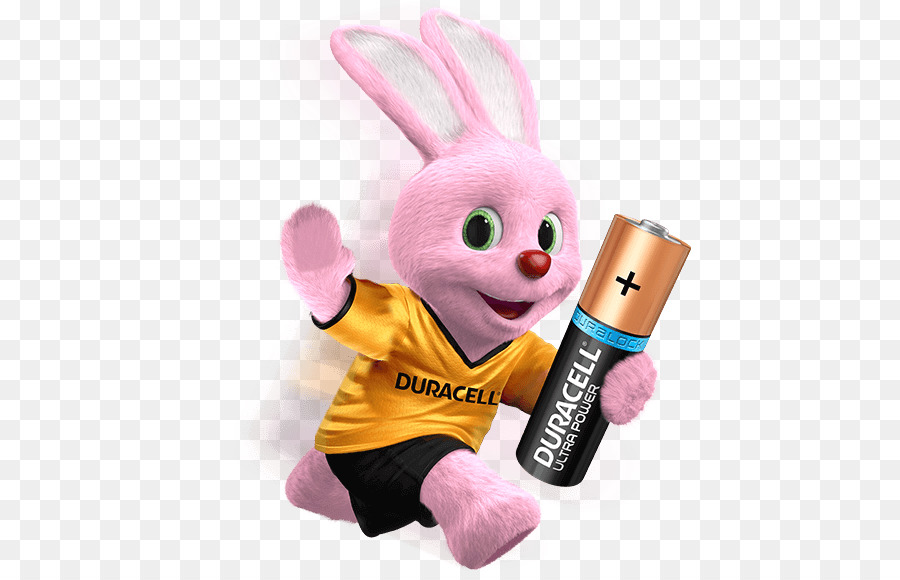 DURACELL
+
DURALOCK
DURACELL®
ULTRA POWER